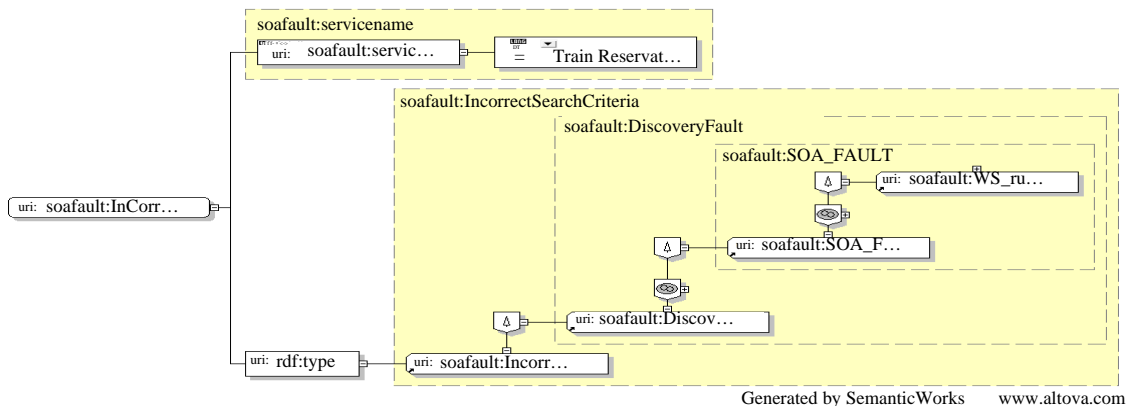 soafault:servicename
uri: soafault:servic…
= Train Reservat…
soafault:IncorrectSearchCriteria
soafault:DiscoveryFault
soafault:SOA_FAULT
uri: soafault:WS_ru…
uri: soafault:InCorr…
uri: soafault:SOA_F…
uri: soafault:Discov…
uri: rdf:type
uri: soafault:Incorr…
Generated by SemanticWorks www.altova.com